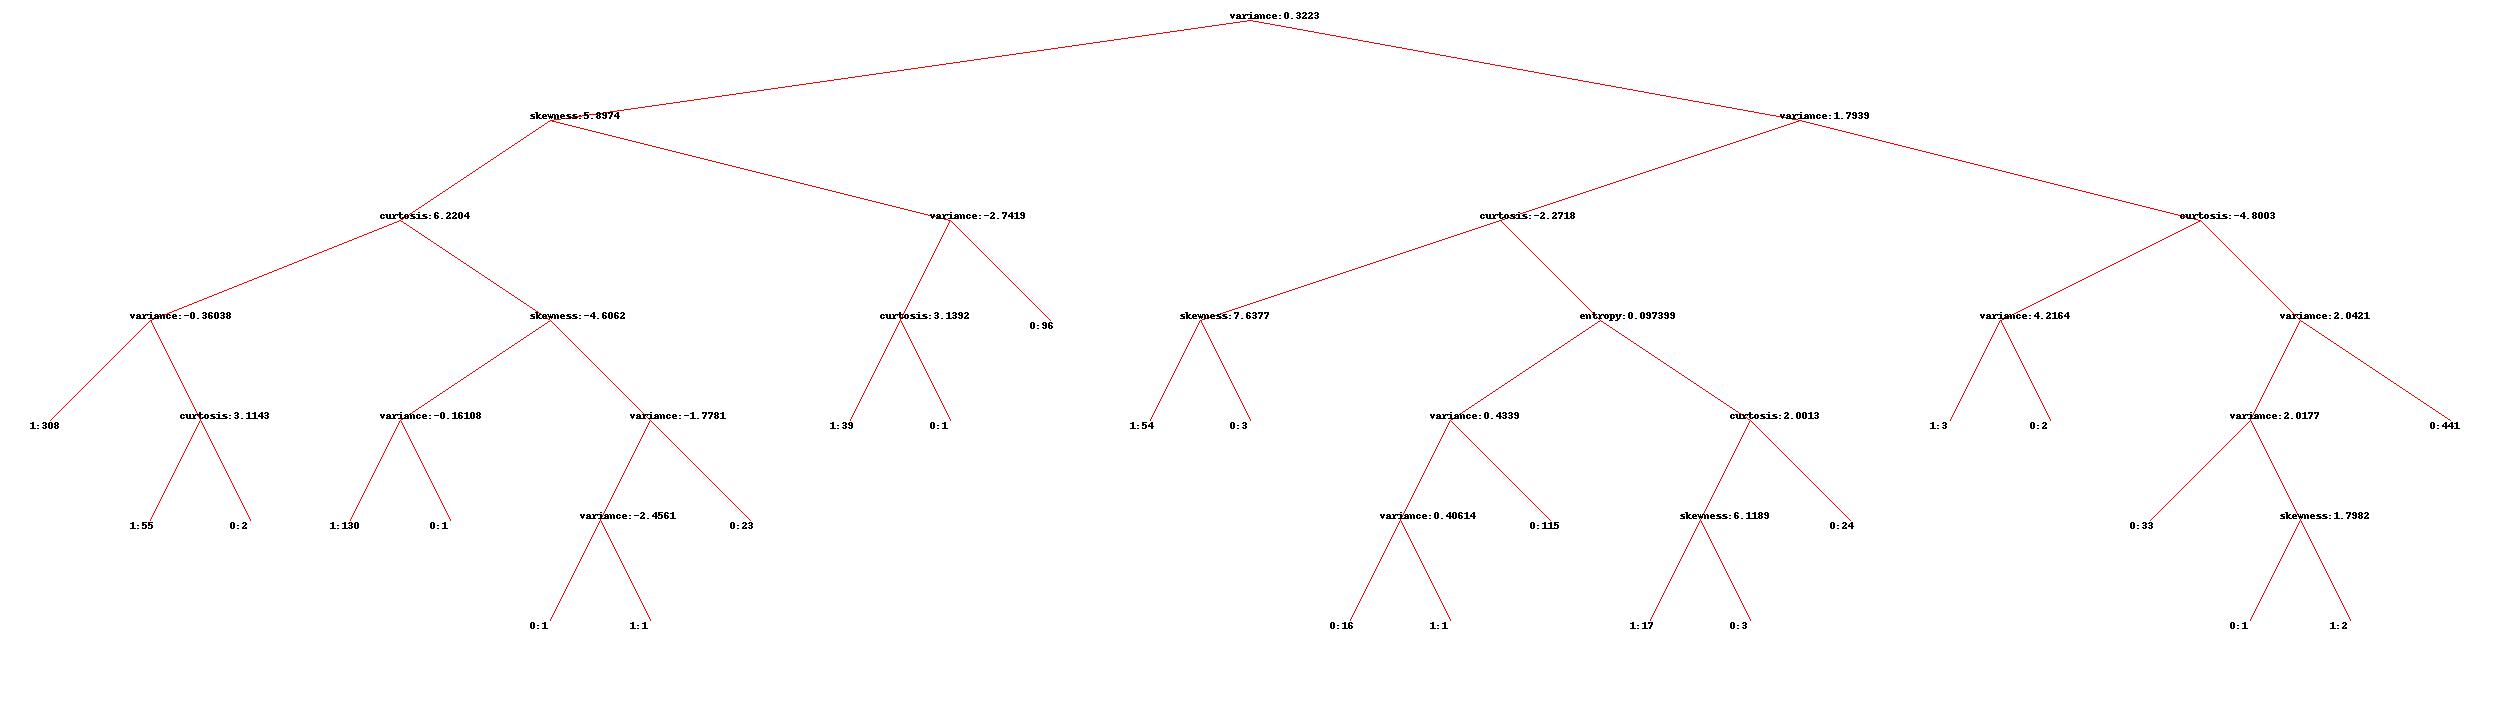 variance:0.3223
skewness:5.8974
variance:1.7939
curtosis:6.2204
variance:-2.7419
curtosis:-2.2718
curtosis:-4.8003
variance:-0.36038
skewness:-4.6062
curtosis:3.1392
0:96
skewness:7.6377
entropy:0.097399
variance:4.2164
variance:2.0421
1:308
curtosis:3.1143
variance:-0.16108
variance:-1.7781
1:39
0:1
1:54
0:3
variance:0.4339
curtosis:2.0013
1:3
0:2
variance:2.0177
0:441
1:55
0:2
1:130
0:1
variance:-2.4561
0:23
variance:0.40614
0:115
skewness:6.1189
0:24
0:33
skewness:1.7982
0:1
1:1
0:16
1:1
1:17
0:3
0:1
1:2